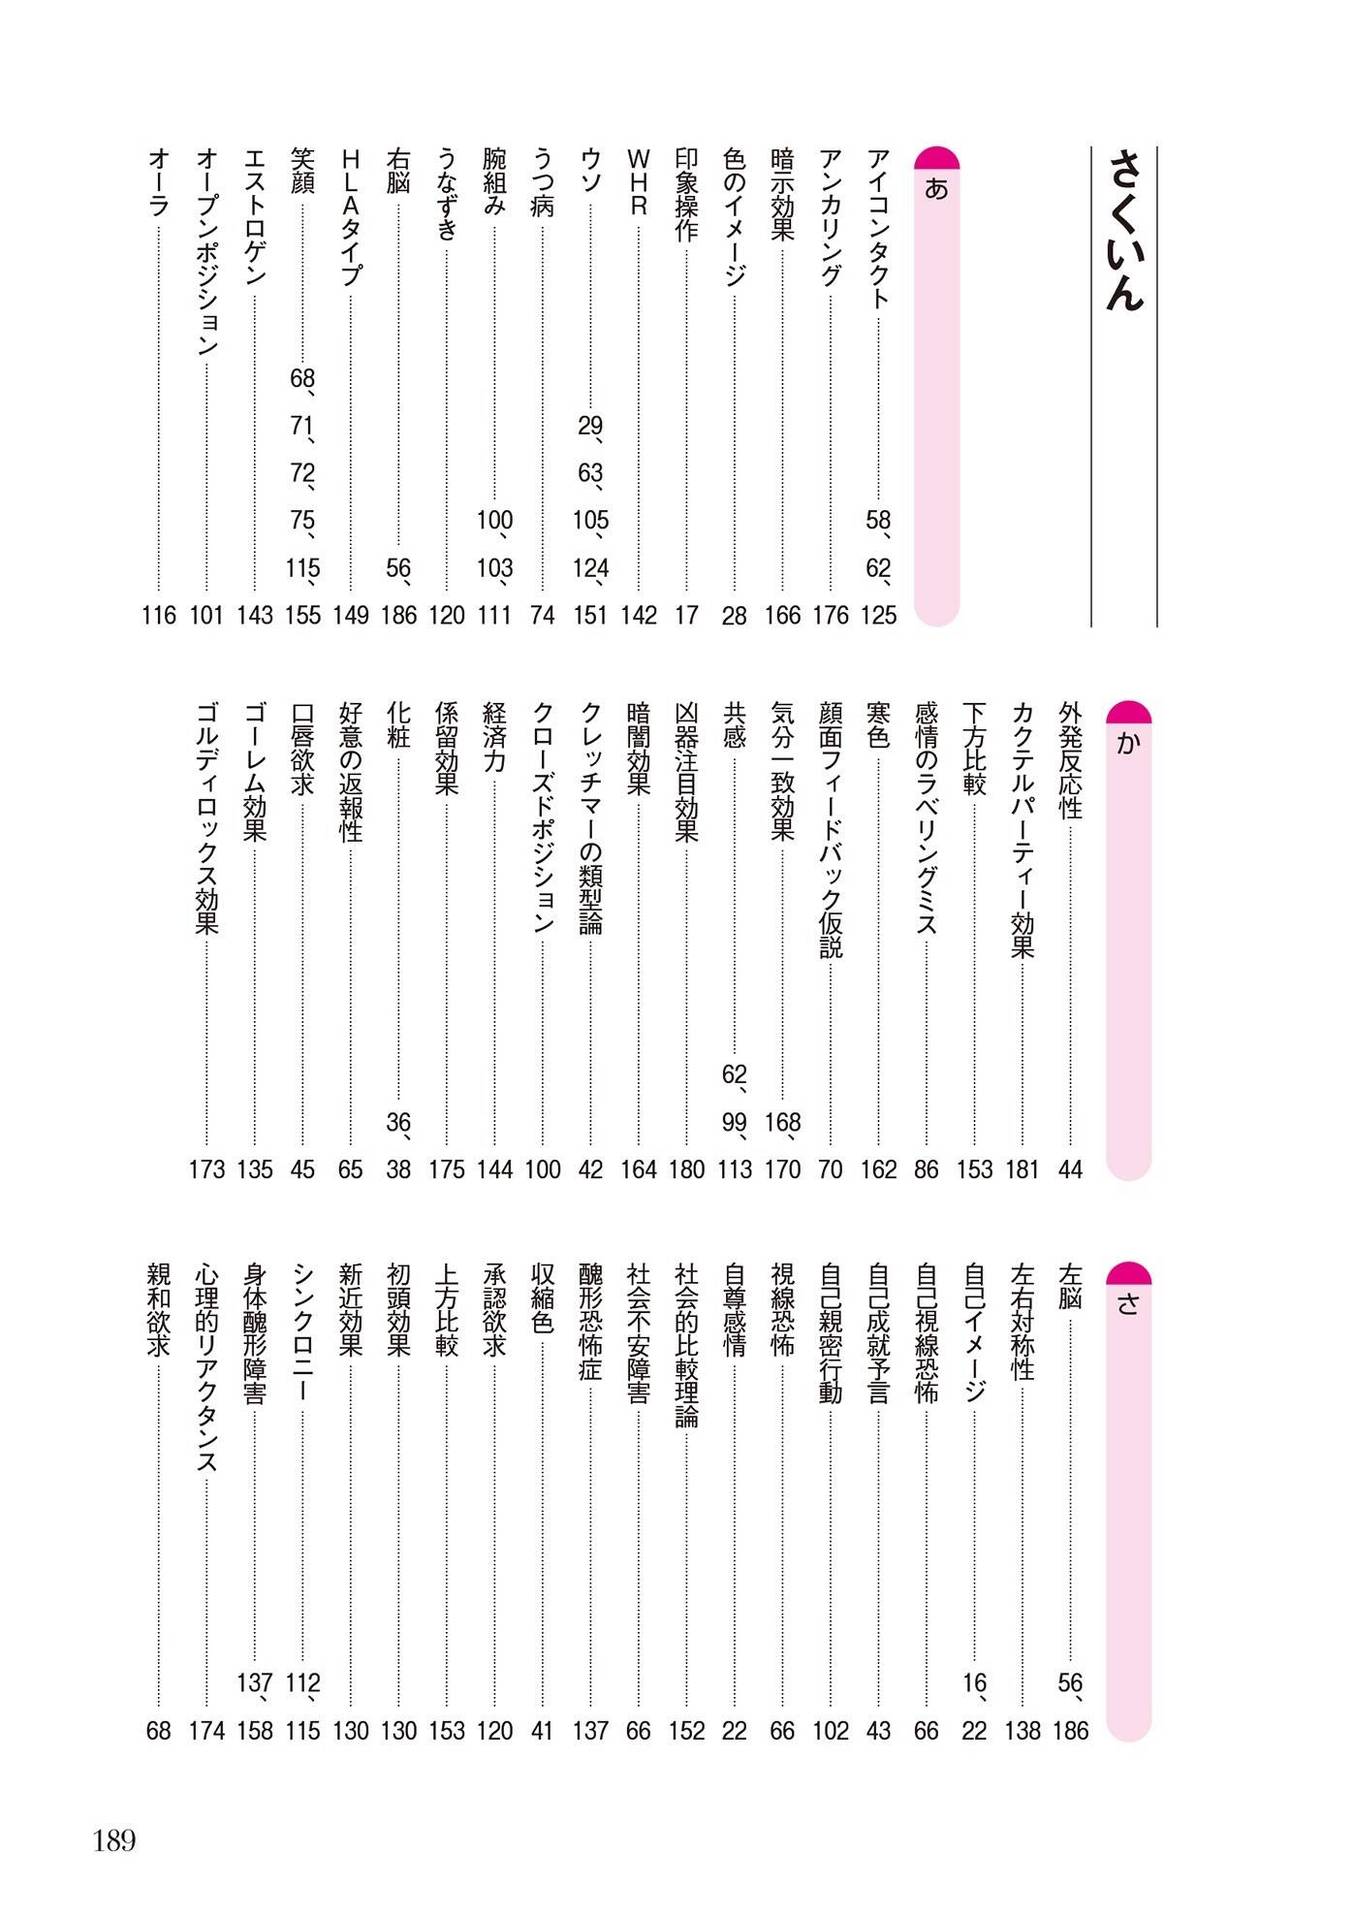 さくいん
あ
アイコンタクト 58、62、125
アンカリング 176
暗示効果 166
色のイメージ 28
印象操作 17
WHR 142
ウソ 29、63、105、124、151
うつ病 74
腕組み 100、103、111
うなずき 120
右脳 56、186
HLAタイプ 149
笑顔 68、71、72、75、115、155
エストロゲン 143
オープンポジション 101
オーラ 116
か
外発反応性 44
カクテルパーティー効果 181
下方比較 153
感情のラベリングミス 86
寒色 162
顔面フィードバック仮説 70
気分一致効果 168、170
共感 62、99、113
凶器注目効果 180
暗闇効果 164
クレッチマーの類型論 42
クローズドポジション 100
経済力 144
係留効果 175
化粧 36、38
好意の返報性 65
口唇欲求 45
ゴーレム効果 135
ゴルディロックス効果 173
さ
左脳 56、186
左右対称性 138
自己イメージ 16、22
自己視線恐怖 66
自己成就予言 43
自己親密行動 102
視線恐怖 66
自尊感情 22
社会的比較理論 152
社会不安障害 66
醜形恐怖症 137
収縮色 41
承認欲求 120
上方比較 153
初頭効果 130
新近効果 130
シンクロニー 112、115
身体醜形障害 137、158
心理的リアクタンス 174
親和欲求 68
189